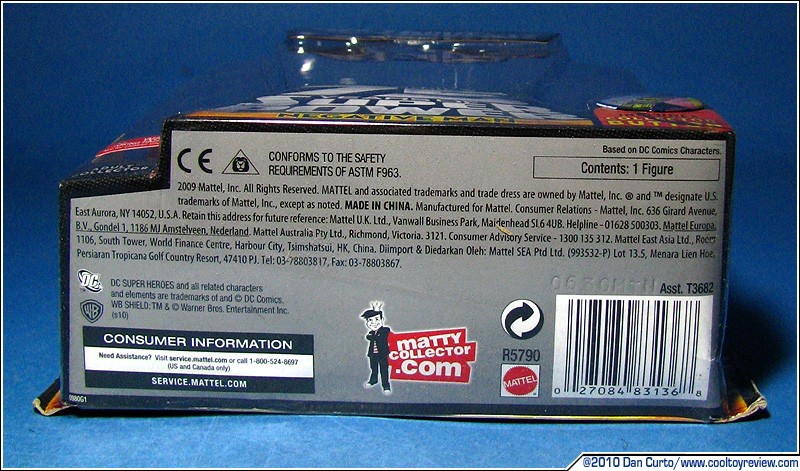 NEGATIVE MAN
Based on DC Comics Characters.
CE
CONFORMS TO THE SAFETY
REQUIREMENTS OF ASTM F963.
Contents: 1 Figure
2009 Mattel, Inc. All Rights Reserved. MATTEL and associated trademarks and trade dress are owned by Mattel, Inc. ® and ™ designate U.S.
trademarks of Mattel, Inc., except as noted. MADE IN CHINA. Manufactured for Mattel. Consumer Relations - Mattel, Inc. 636 Girard Avenue,
East Aurora, NY 14052, U.S.A. Retain this address for future reference: Mattel U.K. Ltd., Vanwall Business Park, Maidenhead SL6 4UB. Helpline - 01628 500303. Mattel Europa,
B.V., Gondel 1, 1186 MJ Amstelveen, Nederland. Mattel Australia Pty Ltd., Richmond, Victoria. 3121. Consumer Advisory Service - 1300 135 312. Mattel East Asia Ltd., Room
1106, South Tower, World Finance Centre, Harbour City, Tsimshatsui, HK, China. Diimport & Diedarkan Oleh: Mattel SEA Ptd Ltd. (993532-P) Lot 13.5, Menara Lien Hoe,
Persiaran Tropicana Golf Country Resort, 47410 PJ. Tel: 03-78803817, Fax: 03-78803867.
DC
DC SUPER HEROES and all related characters
and elements are trademarks of and © DC Comics.
WB SHIELD: TM & © Warner Bros. Entertainment Inc.
(s10)
WB
Asst. T3682
CONSUMER INFORMATION
Need Assistance? Visit service.mattel.com or call 1-800-524-8697
(US and Canada only)
SERVICE.MATTEL.COM
MATTY
COLLECTOR
.COM
R5790
MATTEL
0 27084 83136 8
0980G1
©2010 Dan Curto/www.cooltoyreview.com